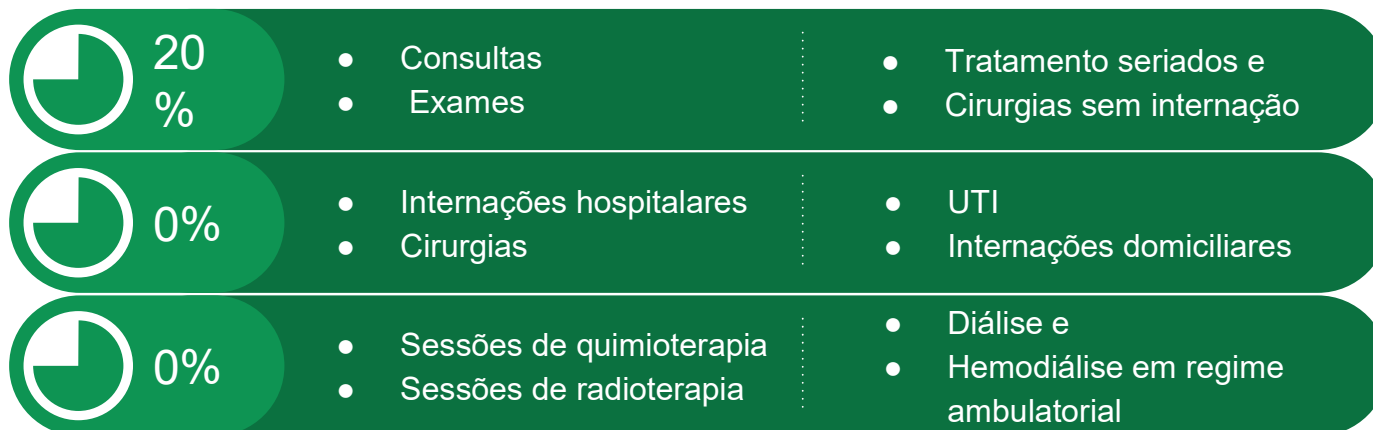 20
%
● Consultas
● Exames
● Tratamento seriados e
● Cirurgias sem internação
0%
● Internações hospitalares
● Cirurgias
● UTI
● Internações domiciliares
0%
● Sessões de quimioterapia
● Sessões de radioterapia
● Diálise e
● Hemodiálise em regime
ambulatorial